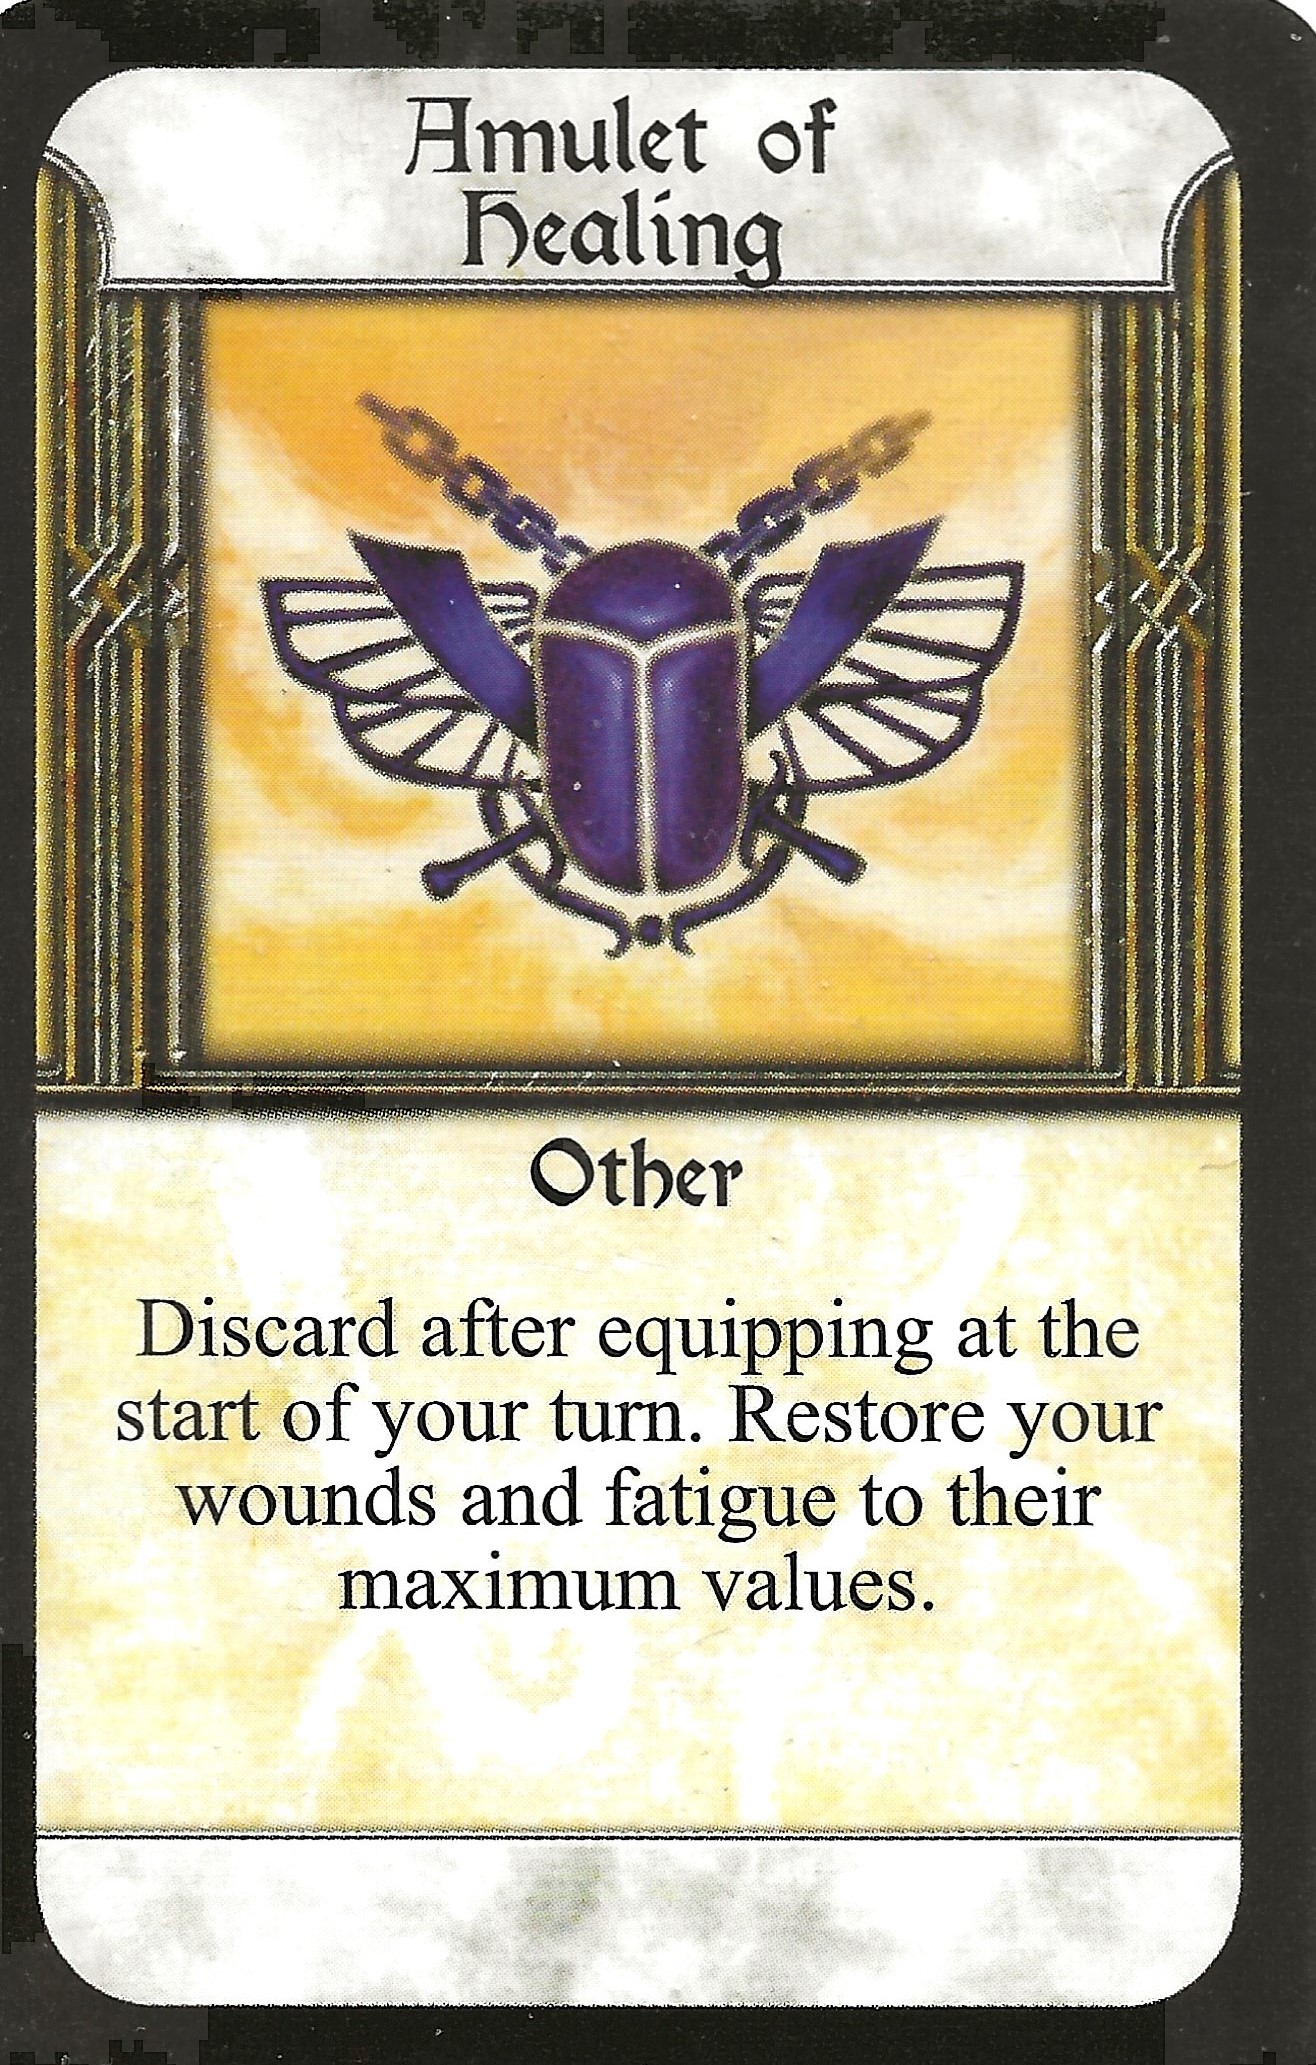 Amulet of
Healing
Other
Discard after equipping at the
start of your turn. Restore your
wounds and fatigue to their
maximum values.